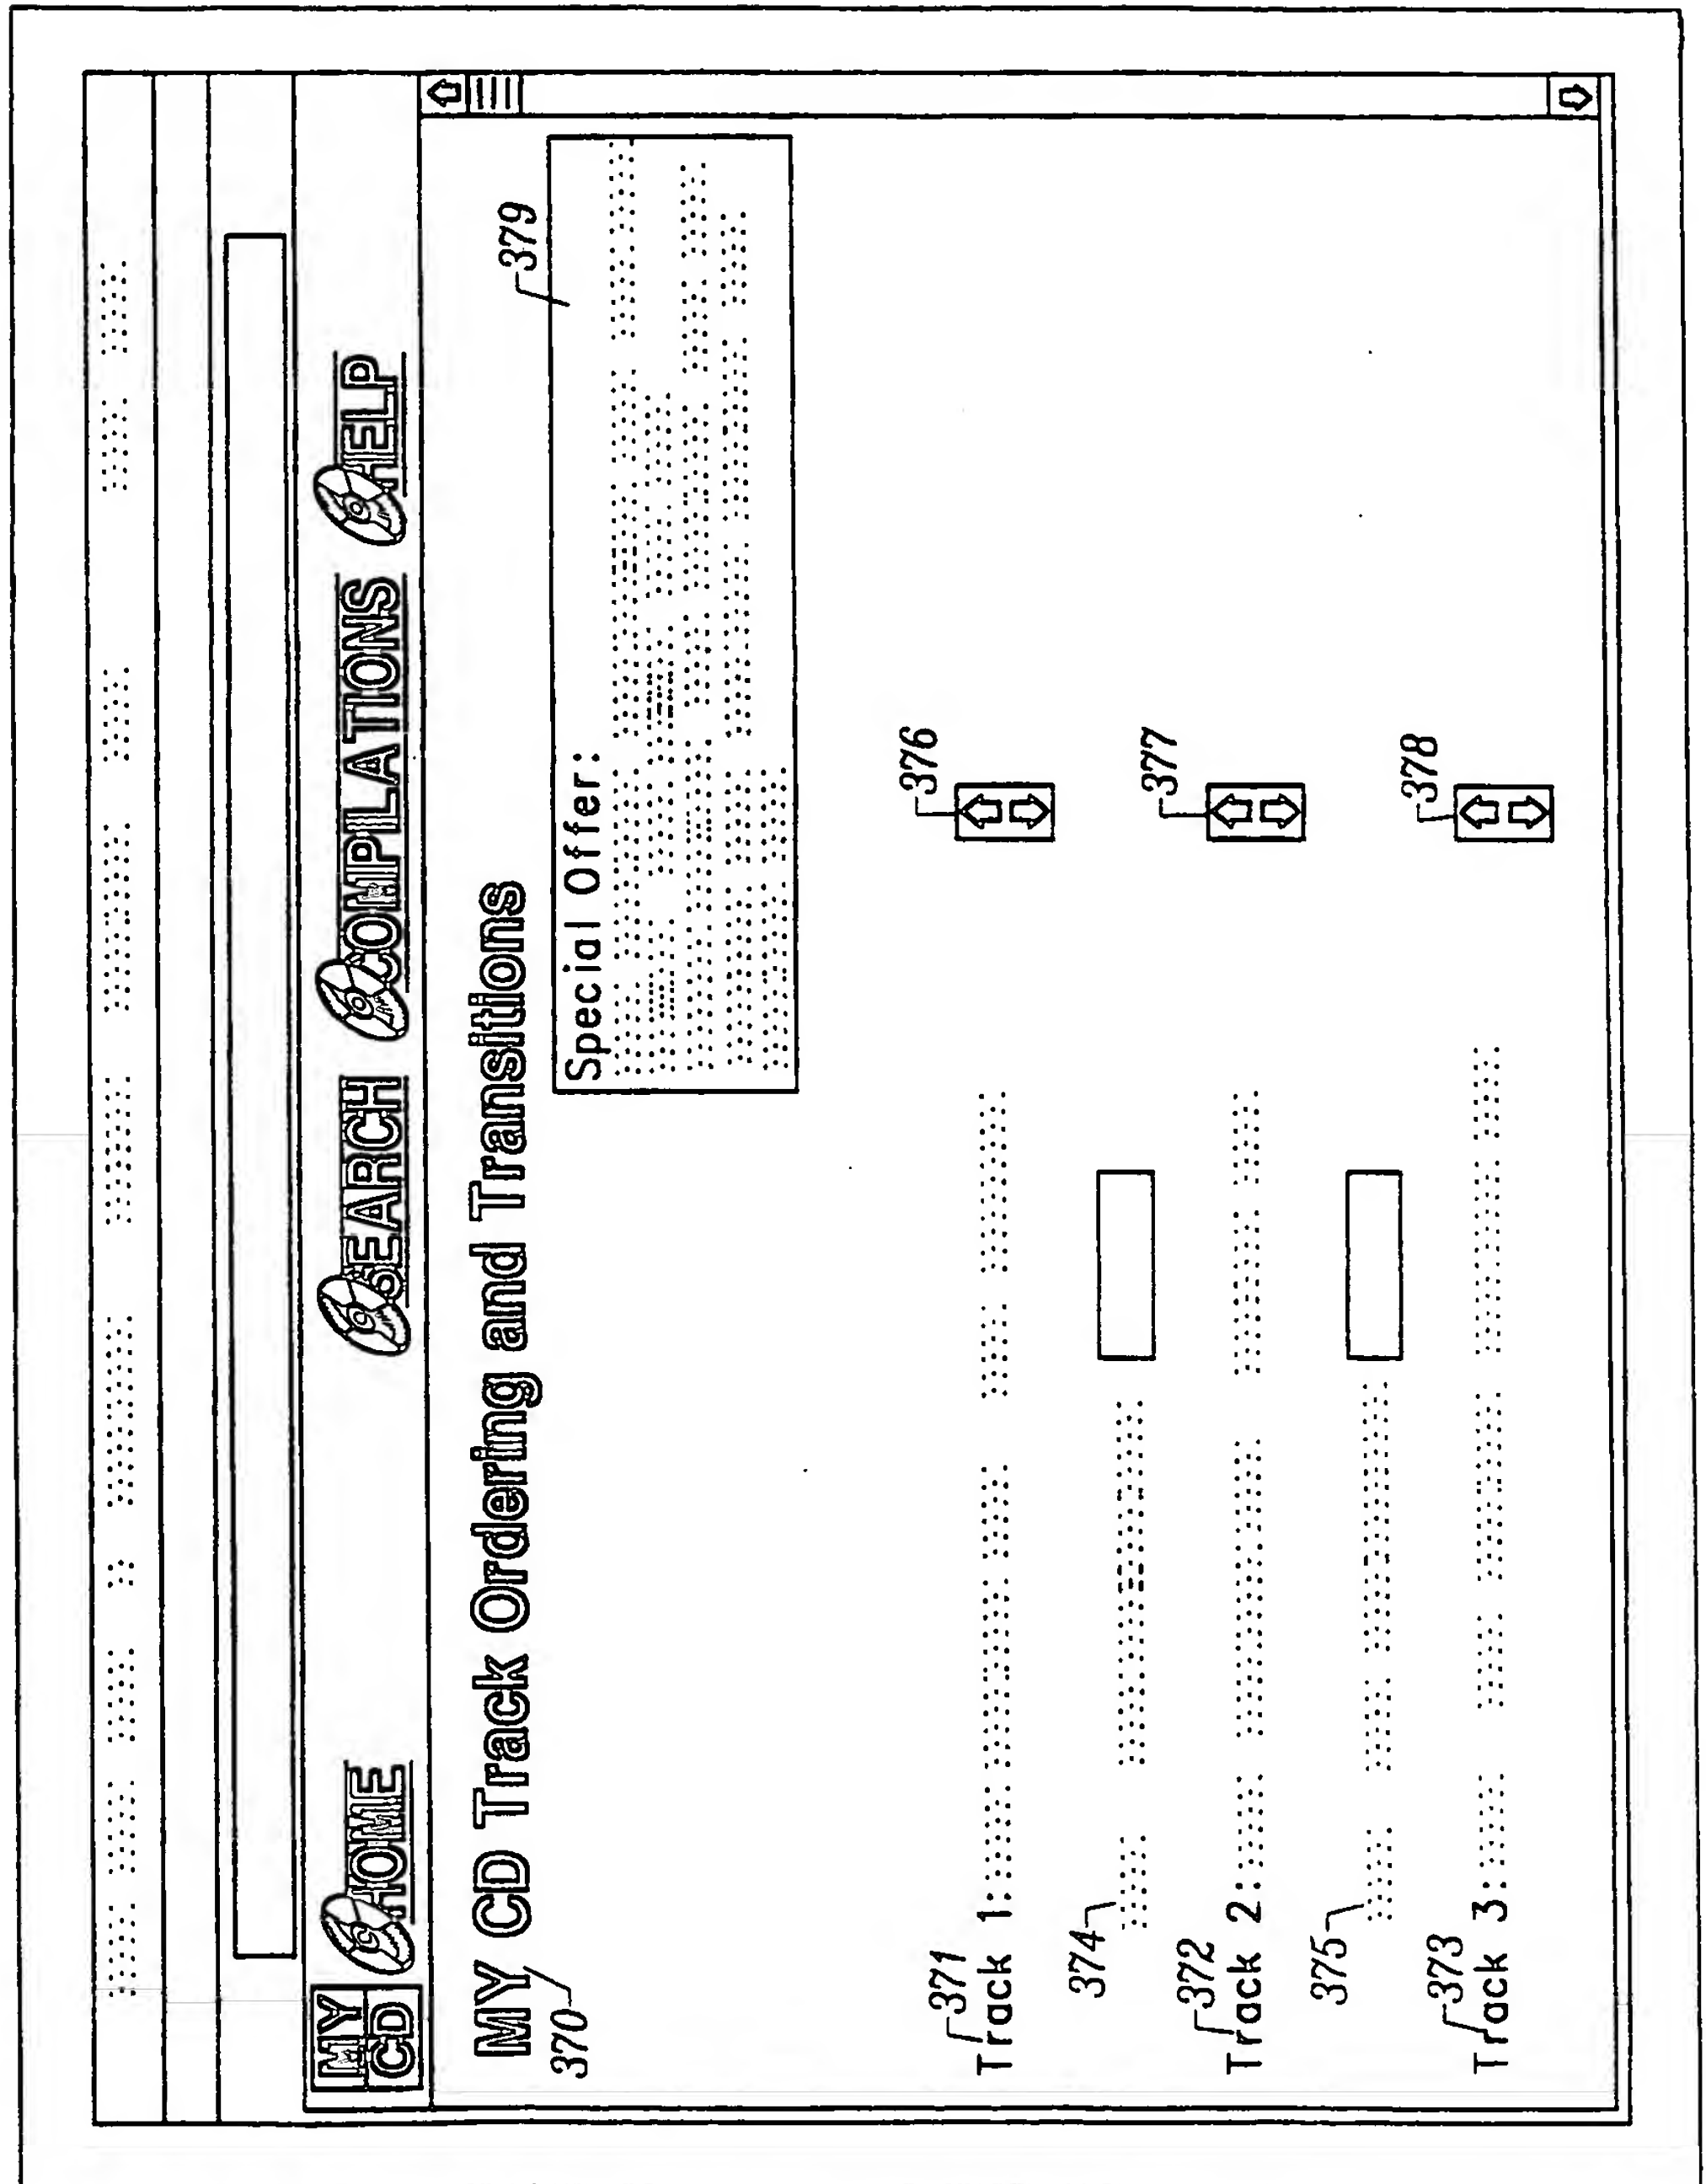 MY
CD
HOME
SEARCH
COMPLATIONS
HELP
MY CD Track Ordering and Transitions
370
379
Special Offer:
371
Track 1:
376
374
372
Track 2:
377
375
373
Track 3:
378